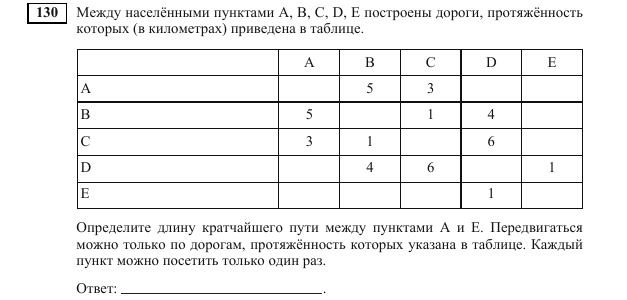 130 Между населёнными пунктами A, B, C, D, E построены дороги, протяжённость
которых (в километрах) приведена в таблице.
A B C D E
A 5 3
B 5 1 4
C 3 1 6
D 4 6 1
E 1
Определите длину кратчайшего пути между пунктами A и E. Передвигаться
можно только по дорогам, протяжённость которых указана в таблице. Каждый
пункт можно посетить только один раз.
Ответ: ______________________________.